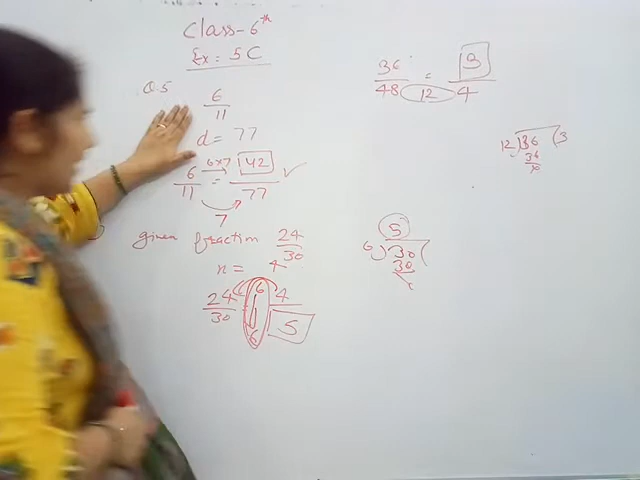 Class - 6th
Ex : 5C
Q.5
6/11
d = 77
6/11 = 6×7 42/77 ✓
7
given fraction 24/30
n = 4
24/30 6 4
6 5
36/48 = 3/4
12
12)36(3
36
×
5
6)30(
30
×